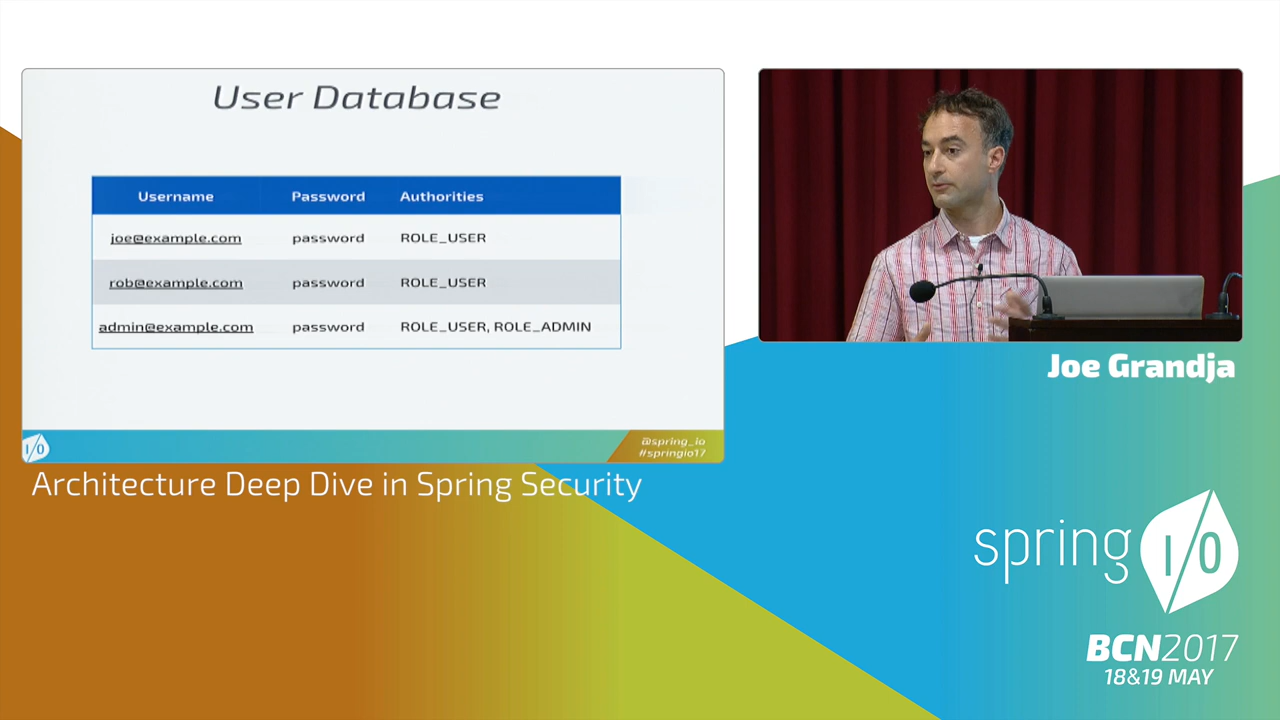 User Database
Username Password Authorities
joe@example.com password ROLE_USER
rob@example.com password ROLE_USER
admin@example.com password ROLE_USER, ROLE_ADMIN
I/O
@spring_io
#springio17
Joe Grandja
Architecture Deep Dive in Spring Security
spring I/O
BCN2017
18&19 MAY